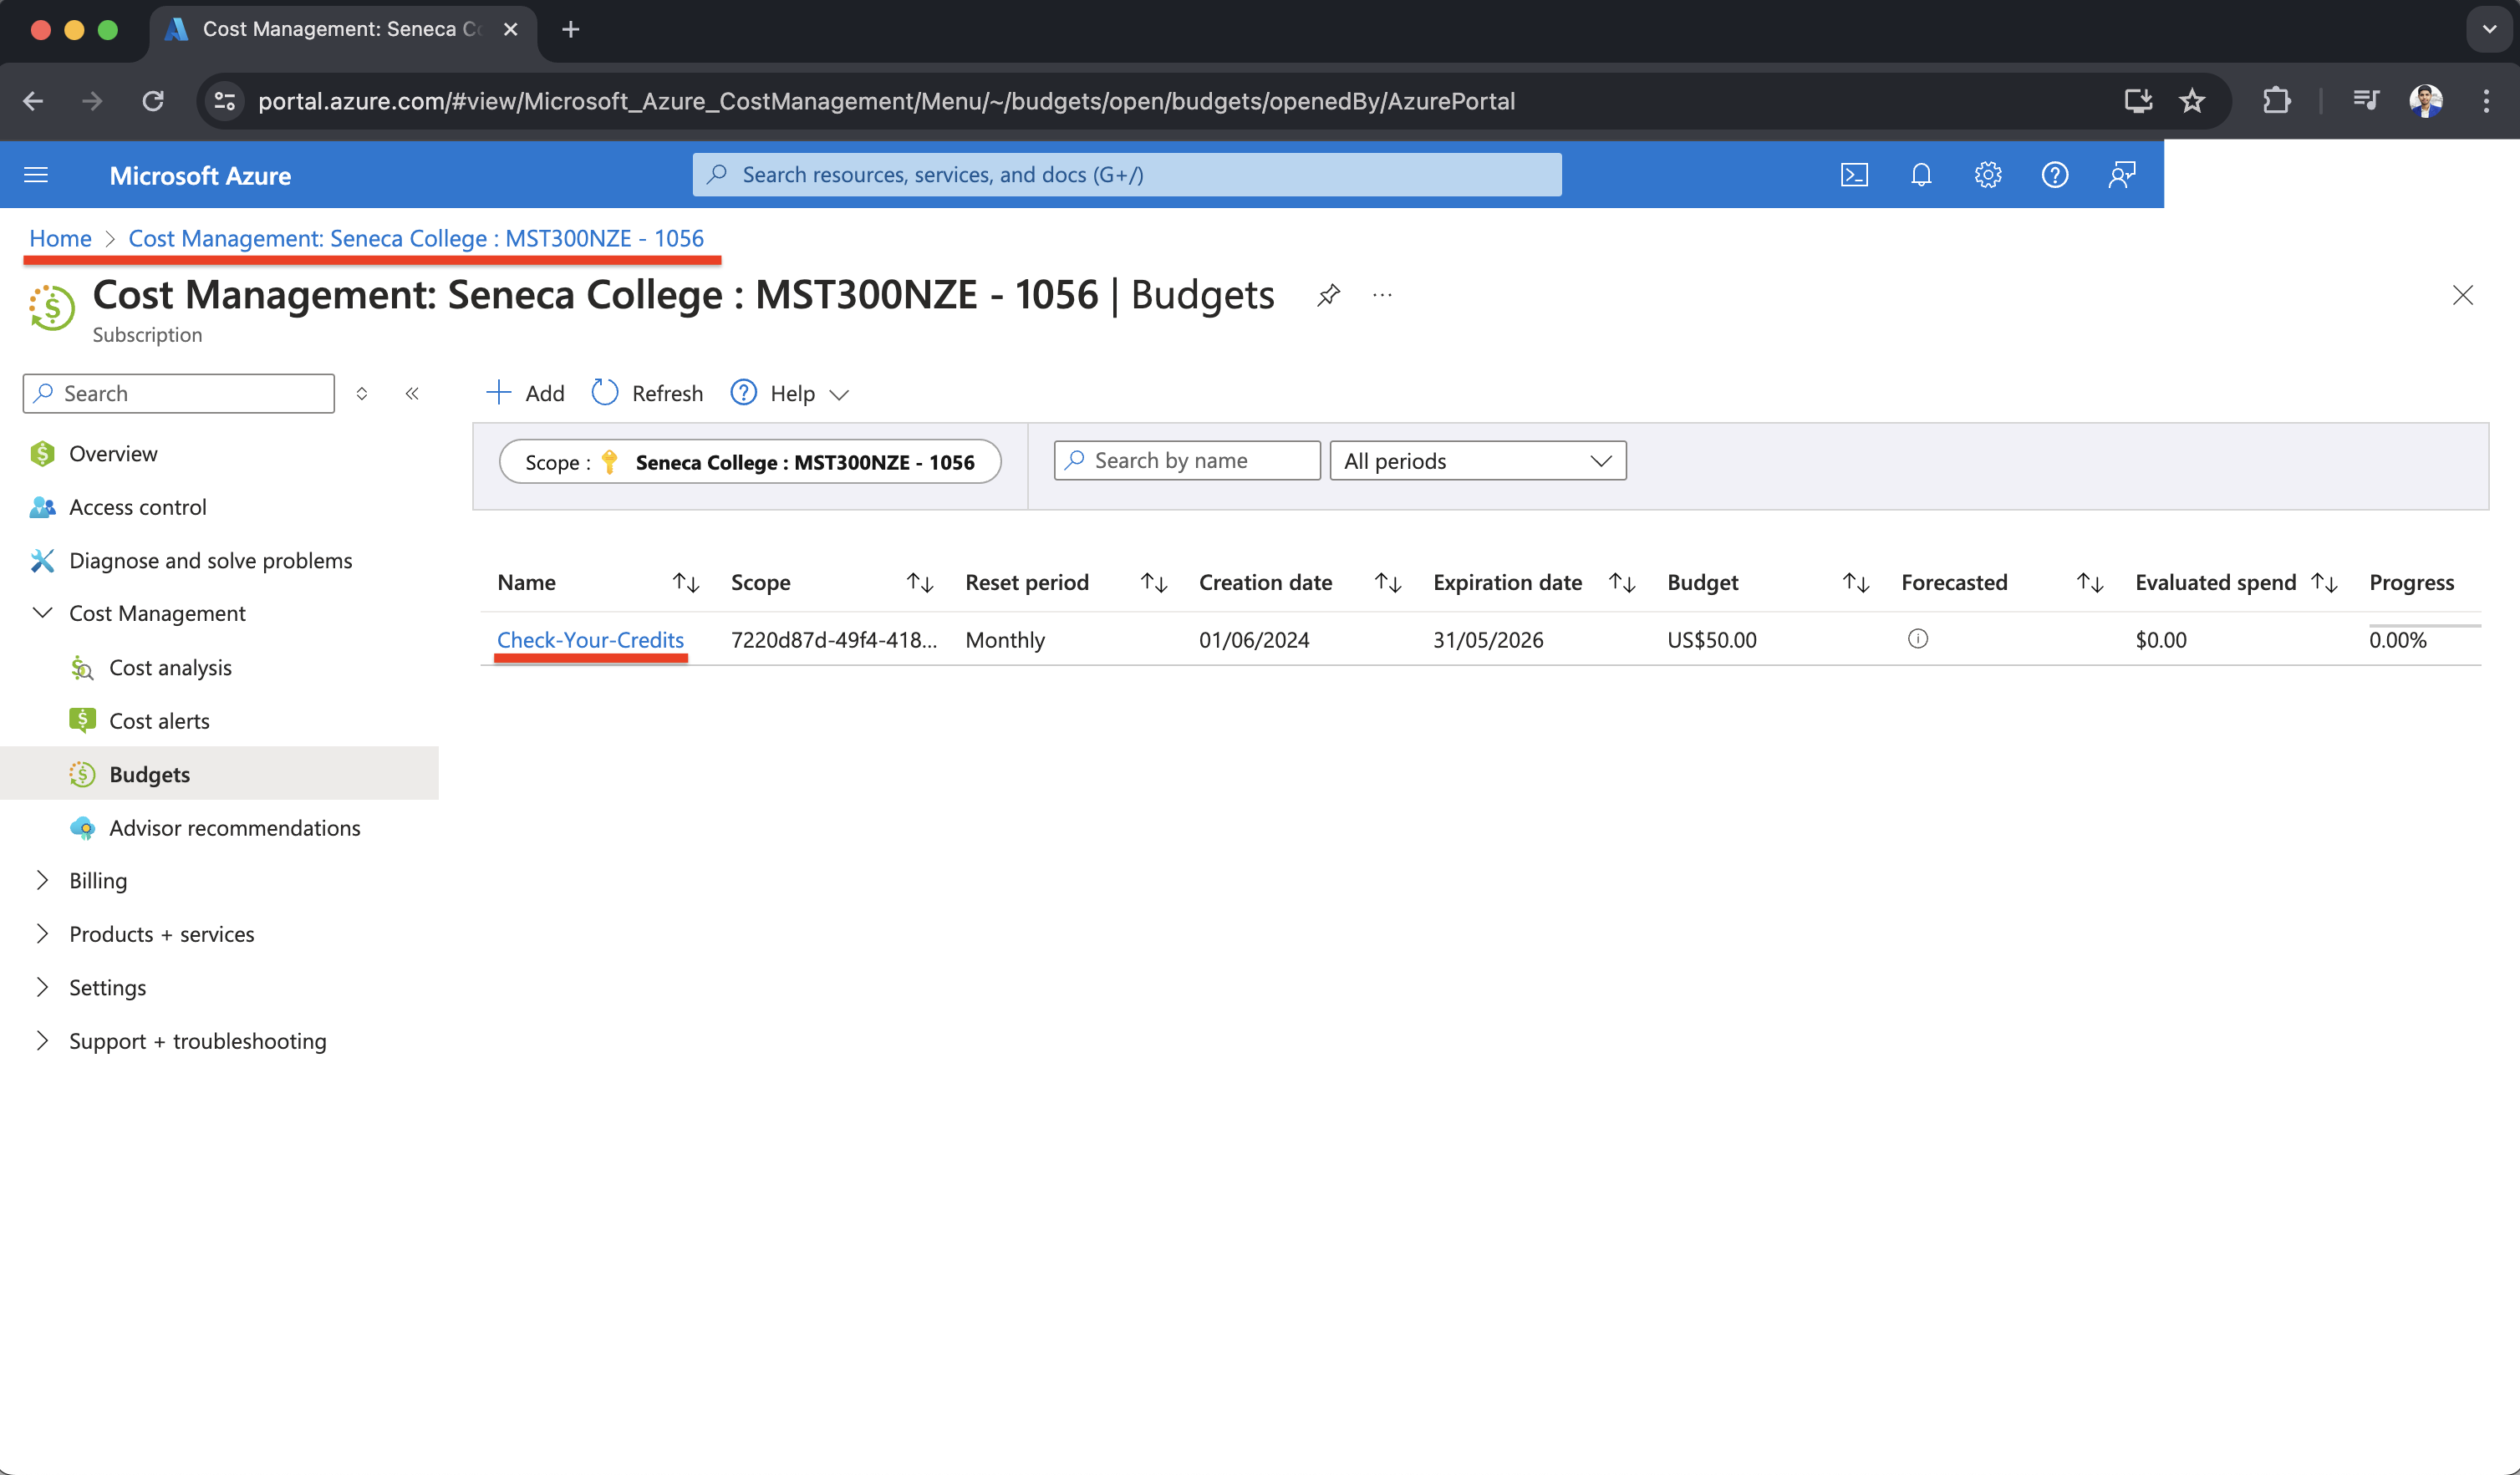 Cost Management: Seneca Co
portal.azure.com/#view/Microsoft_Azure_CostManagement/Menu/~/budgets/open/budgets/openedBy/AzurePortal
Microsoft Azure
Search resources, services, and docs (G+/)
Home > Cost Management: Seneca College : MST300NZE - 1056
Cost Management: Seneca College : MST300NZE - 1056 | Budgets
Subscription
Search
Add Refresh Help
Scope : Seneca College : MST300NZE - 1056
Search by name
All periods
Overview
Access control
Diagnose and solve problems
Cost Management
Cost analysis
Cost alerts
Budgets
Advisor recommendations
Billing
Products + services
Settings
Support + troubleshooting
Name Scope Reset period Creation date Expiration date Budget Forecasted Evaluated spend Progress
Check-Your-Credits 7220d87d-49f4-418... Monthly 01/06/2024 31/05/2026 US$50.00 $0.00 0.00%